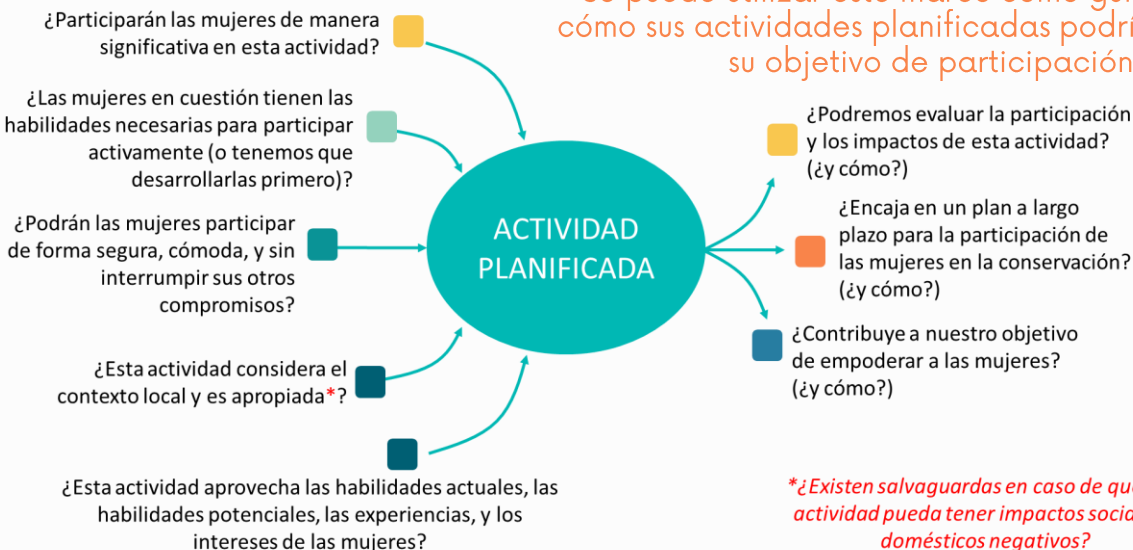 se puede utilizar este marco como
cómo sus actividades planificadas
su objetivo de participación
¿Participarán las mujeres de manera
significativa en esta actividad?
¿Las mujeres en cuestión tienen las
habilidades necesarias para participar
activamente (o tenemos que
desarrollarlas primero)?
¿Podrán las mujeres participar
de forma segura, cómoda, y sin
interrumpir sus otros
compromisos?
¿Esta actividad considera el
contexto local y es apropiada*?
¿Esta actividad aprovecha las habilidades actuales, las
habilidades potenciales, las experiencias, y los
intereses de las mujeres?
ACTIVIDAD
PLANIFICADA
¿Podremos evaluar la participación
y los impactos de esta actividad?
(¿y cómo?)
¿Encaja en un plan a largo
plazo para la participación de
las mujeres en la conservación?
(¿y cómo?)
¿Contribuye a nuestro objetivo
de empoderar a las mujeres?
(¿y cómo?)
*¿Existen salvaguardas en caso de
actividad pueda tener impactos
domésticos negativos?